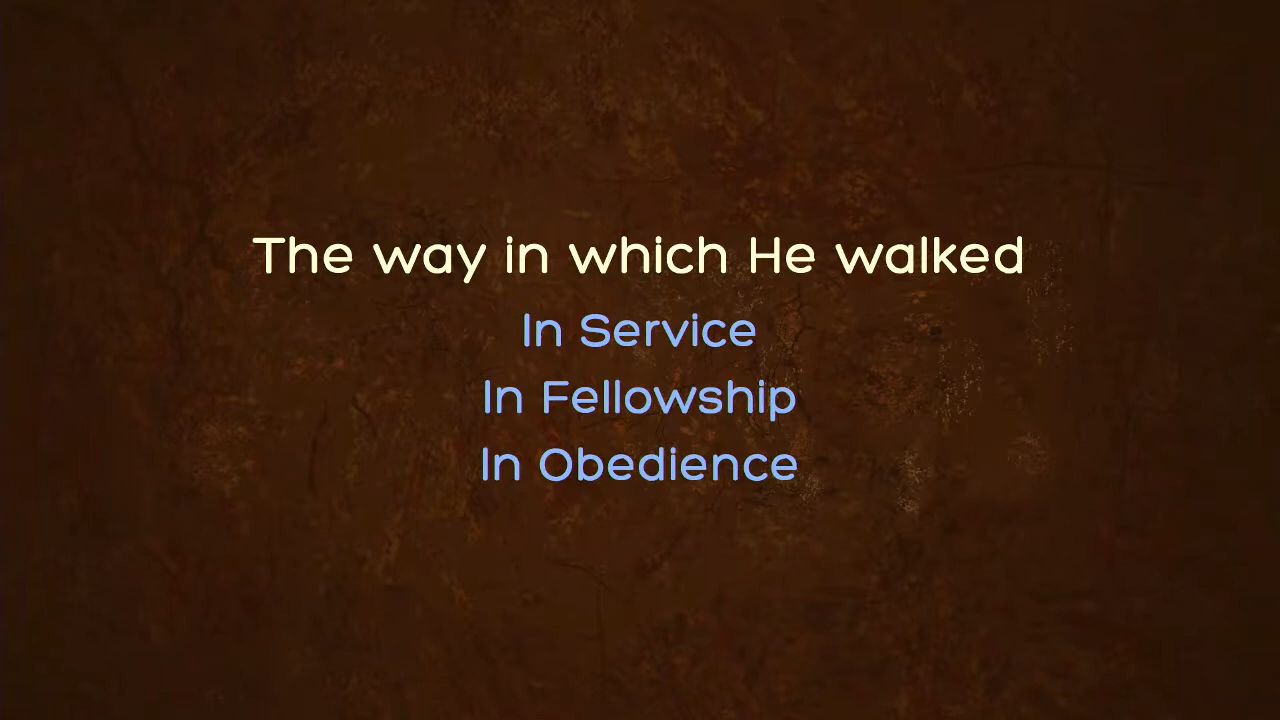 The way in which He walked
In Service
In Fellowship
In Obedience